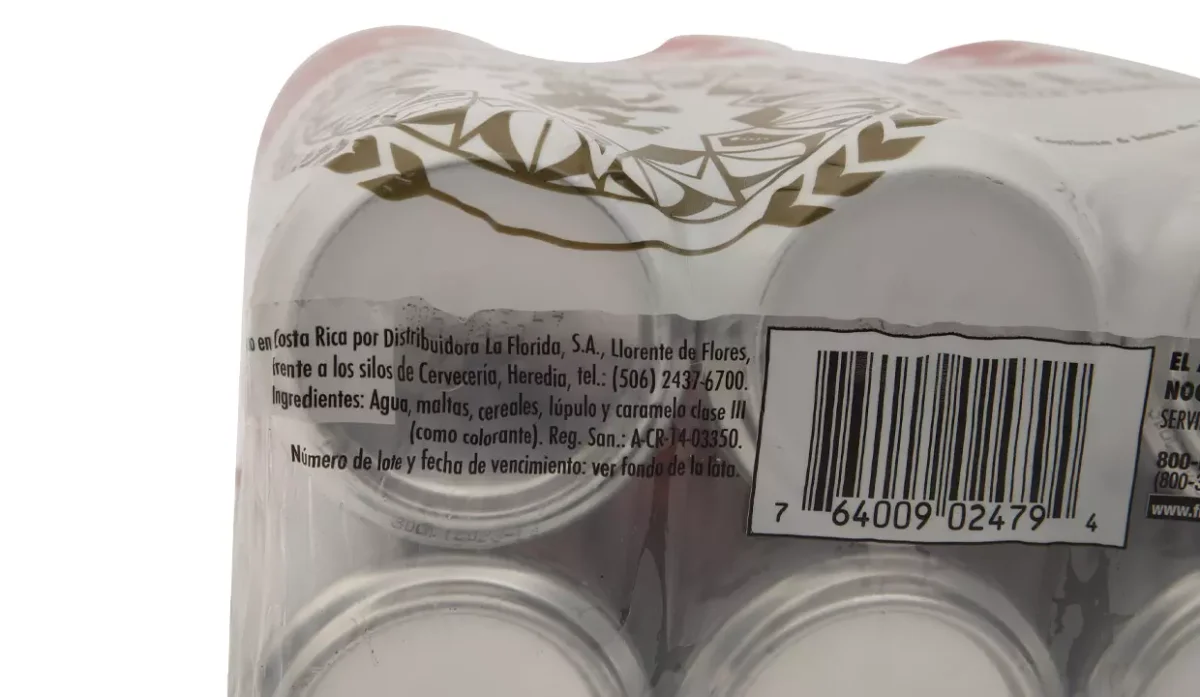 en Costa Rica por Distribuidora La Florida, S.A., Llorente de Flores,
frente a los silos de Cervecería, Heredia, tel.: (506) 2437-6700.
Ingredientes: Agua, maltas, cereales, lúpulo y caramelo clase III
(como colorante). Reg. San.: A-CR-14-03350.
Número de lote y fecha de vencimiento: ver fondo de la lata.
7 64009 02479 4
EL
800-
(800-3